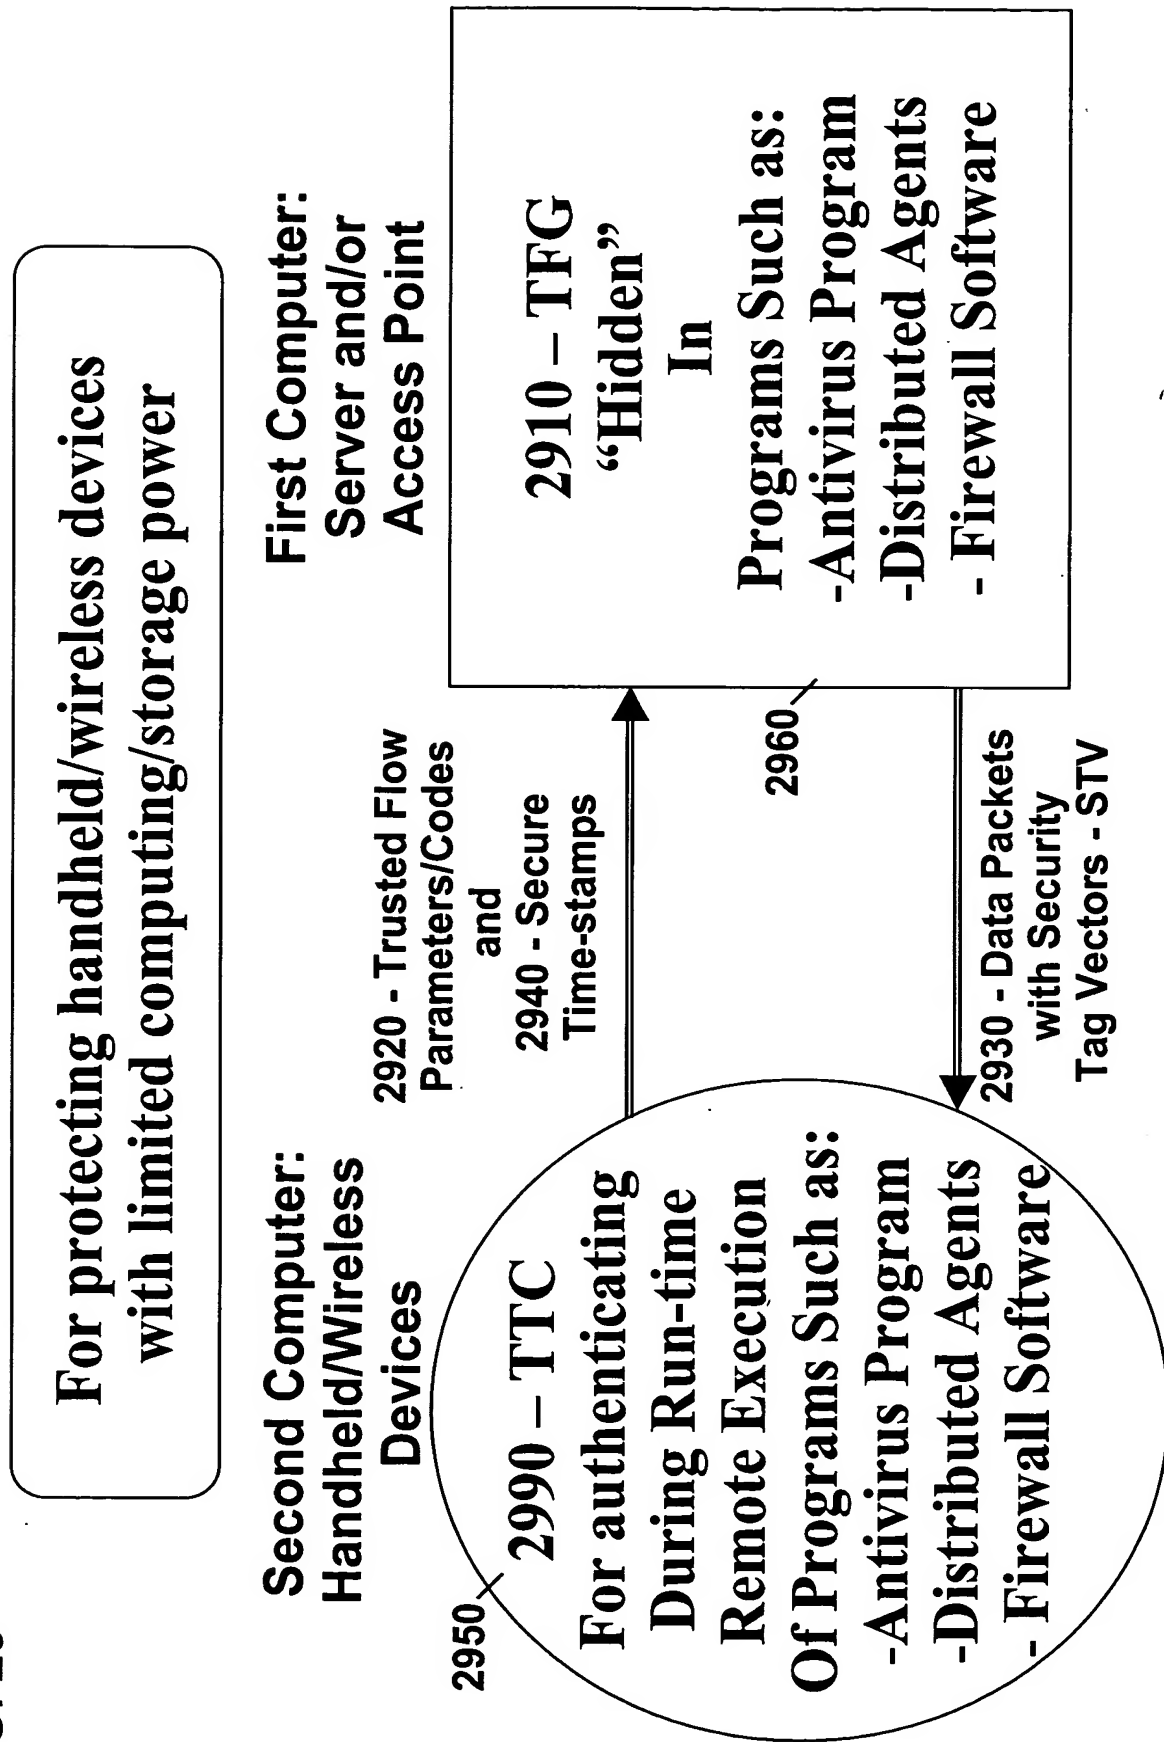 For protecting handheld/wireless devices
with limited computing/storage power
Second Computer:
Handheld/Wireless
Devices
2950
2990 – TTC
For authenticating
During Run-time
Remote Execution
Of Programs Such as:
-Antivirus Program
-Distributed Agents
- Firewall Software
2920 - Trusted Flow
Parameters/Codes
and
2940 - Secure
Time-stamps
2930 - Data Packets
with Security
Tag Vectors - STV
First Computer:
Server and/or
Access Point
2960
2910 – TFG
“Hidden”
In
Programs Such as:
-Antivirus Program
-Distributed Agents
- Firewall Software